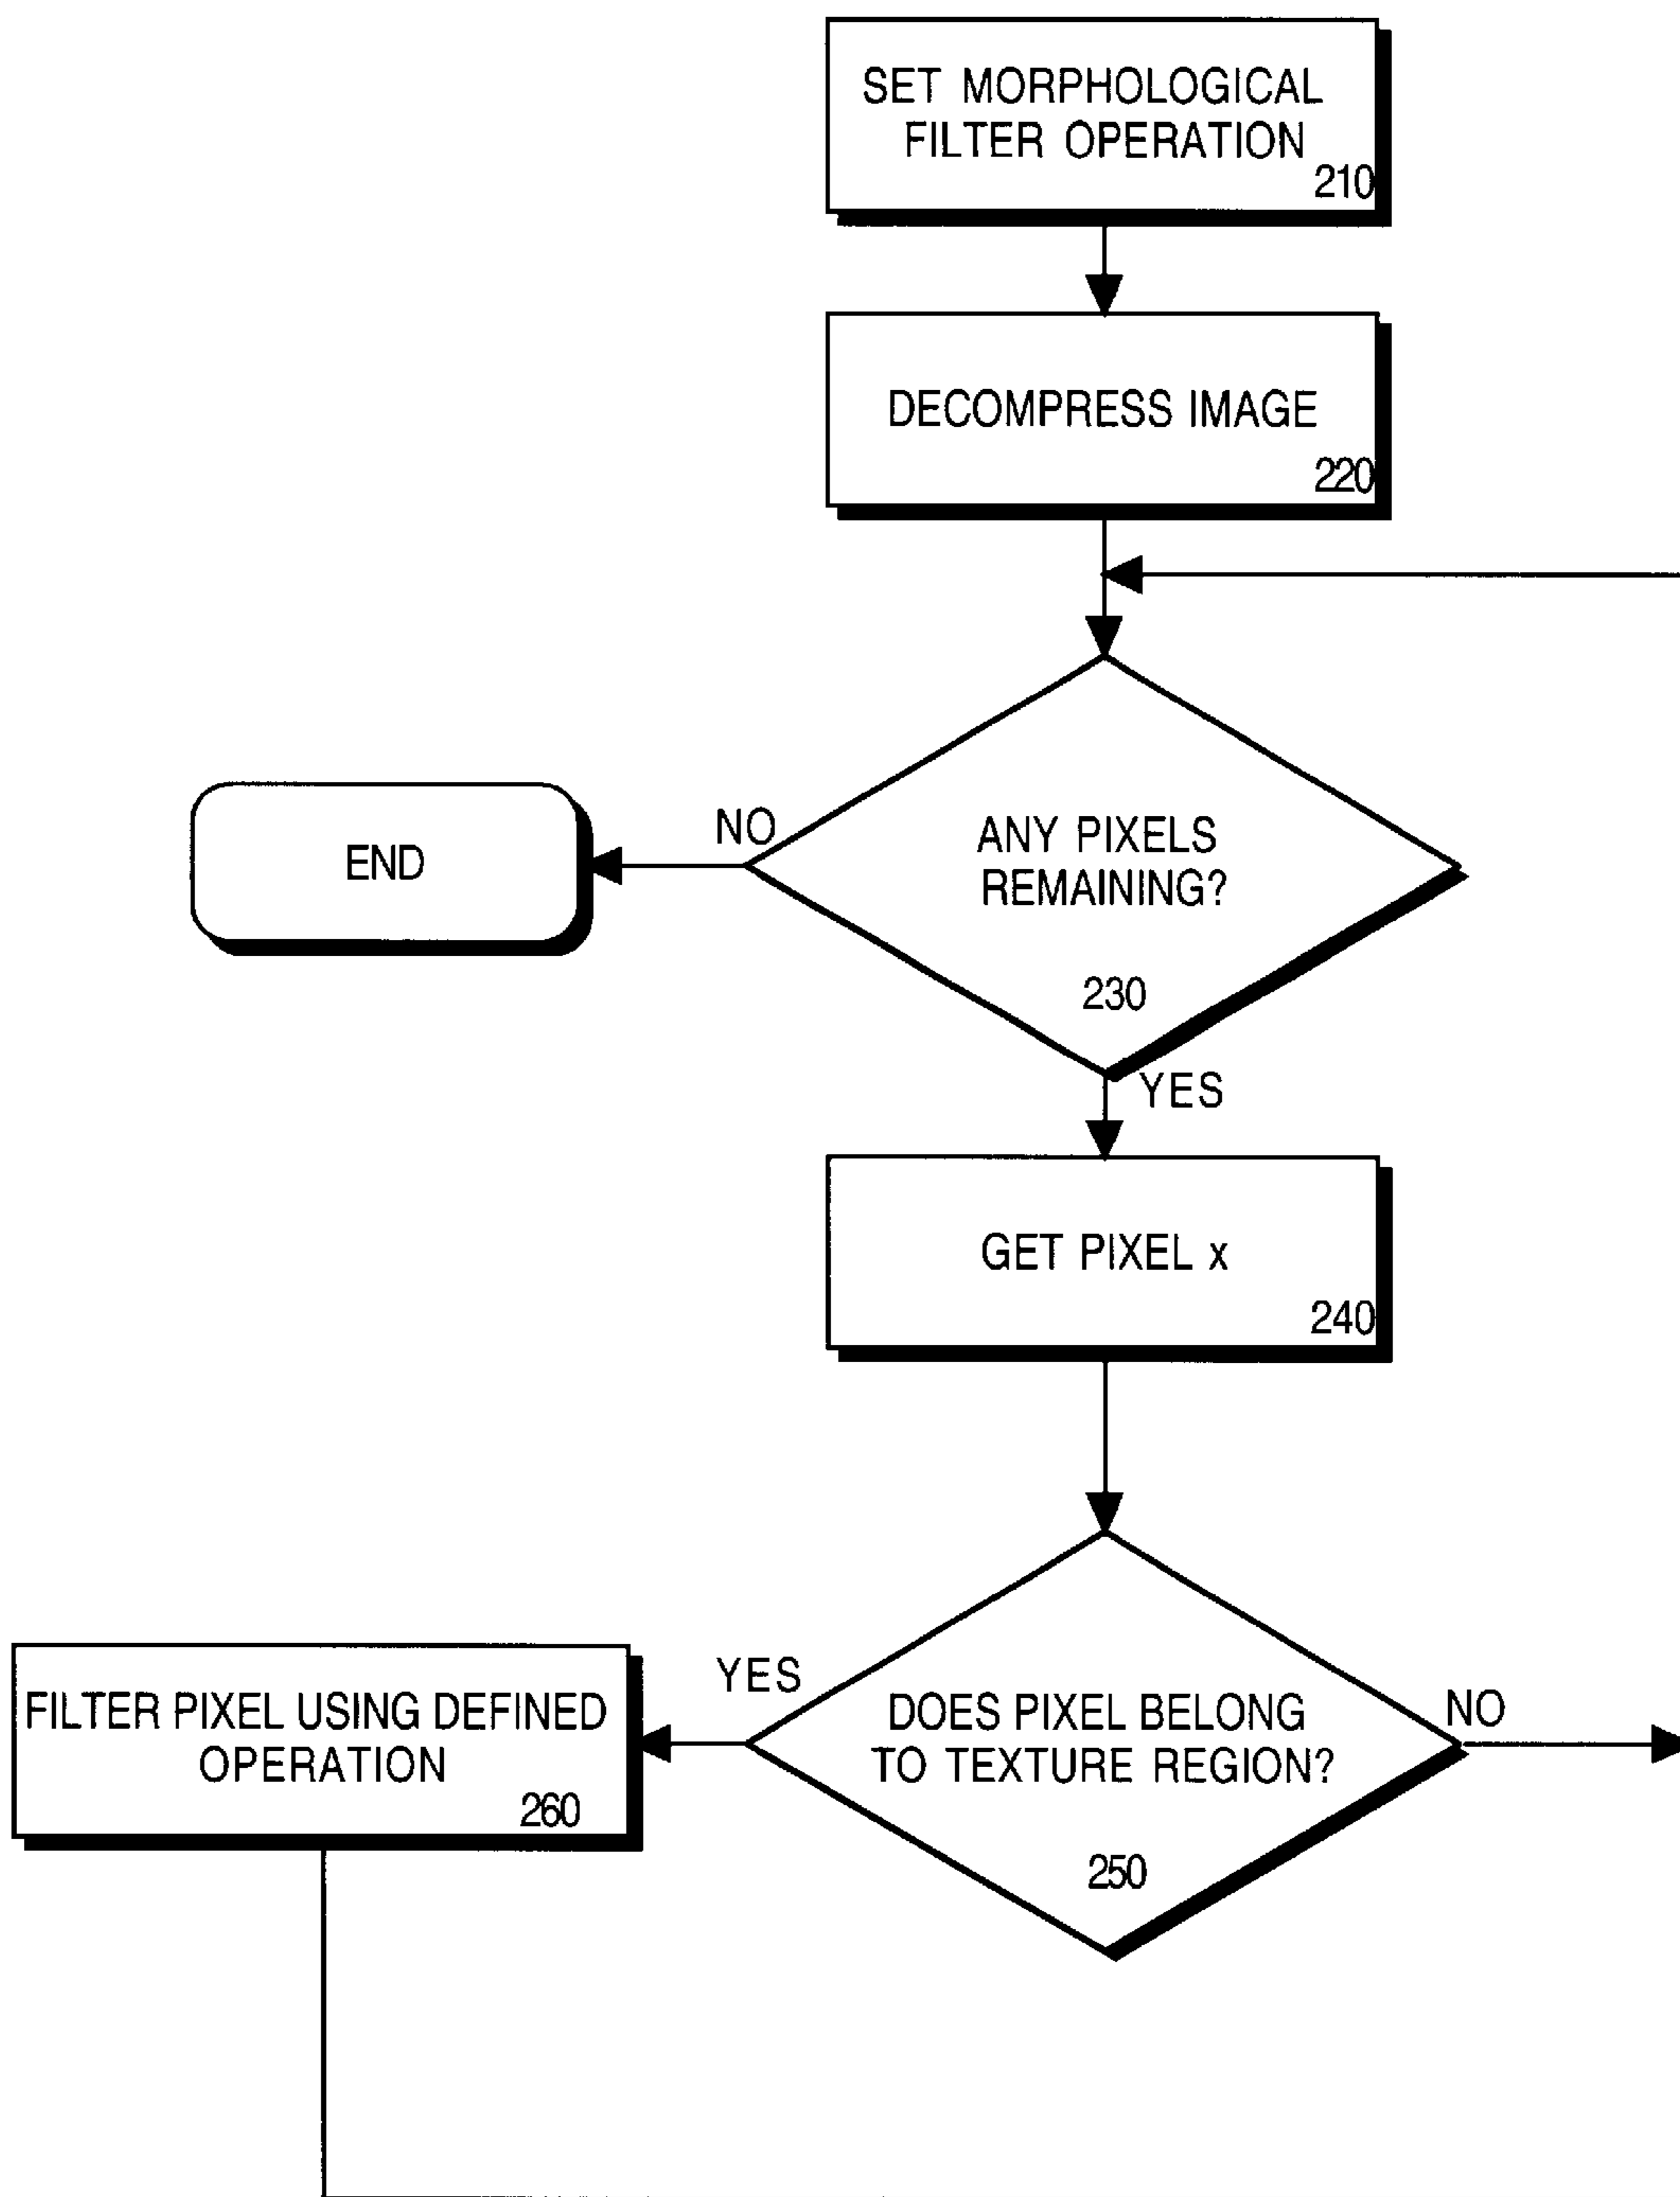 SET MORPHOLOGICAL
FILTER OPERATION
210
DECOMPRESS IMAGE
220
NO
END
ANY PIXELS
REMAINING?
230
YES
GET PIXEL x
240
YES
FILTER PIXEL USING DEFINED
OPERATION
260
DOES PIXEL BELONG
TO TEXTURE REGION?
250
NO